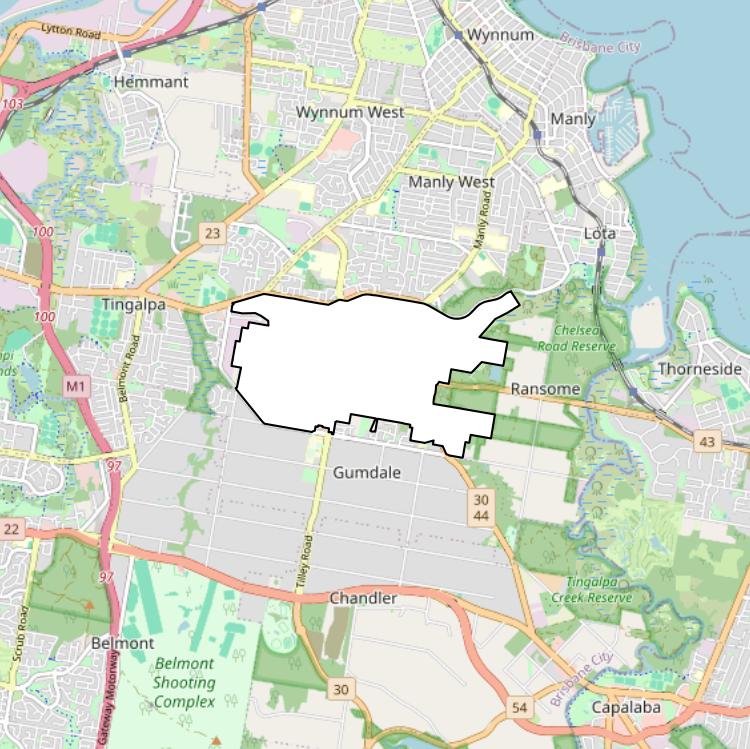 Lytton Road
Wynnum
Brisbane City
Hemmant
103
Wynnum West
Manly
Manly West
Manly Road
100
23
Lota
Tingalpa
100
Chelsea
Road Reserve
Belmont Road
Thorneside
M1
Ransome
43
97
Gumdale
30
44
22
Tilley Road
97
Tingalpa
Creek Reserve
Chandler
Scrub Road
Belmont
Gateway Motorway
Belmont
Shooting
Complex
Brisbane City
30
54
Capalaba